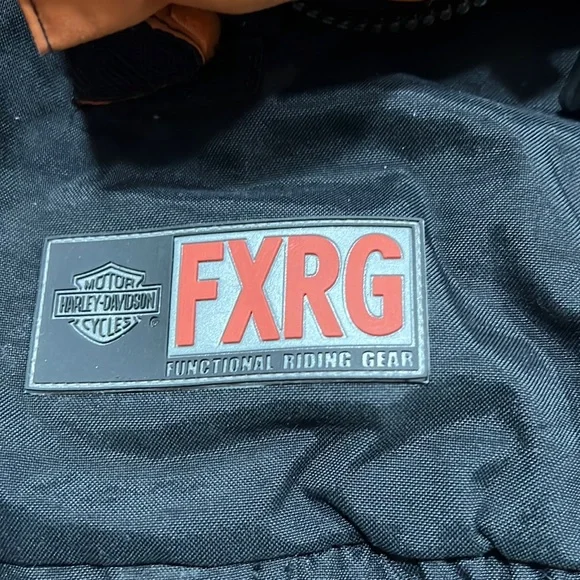 MOTOR
HARLEY-DAVIDSON
CYCLES ®
FXRG
FUNCTIONAL RIDING GEAR